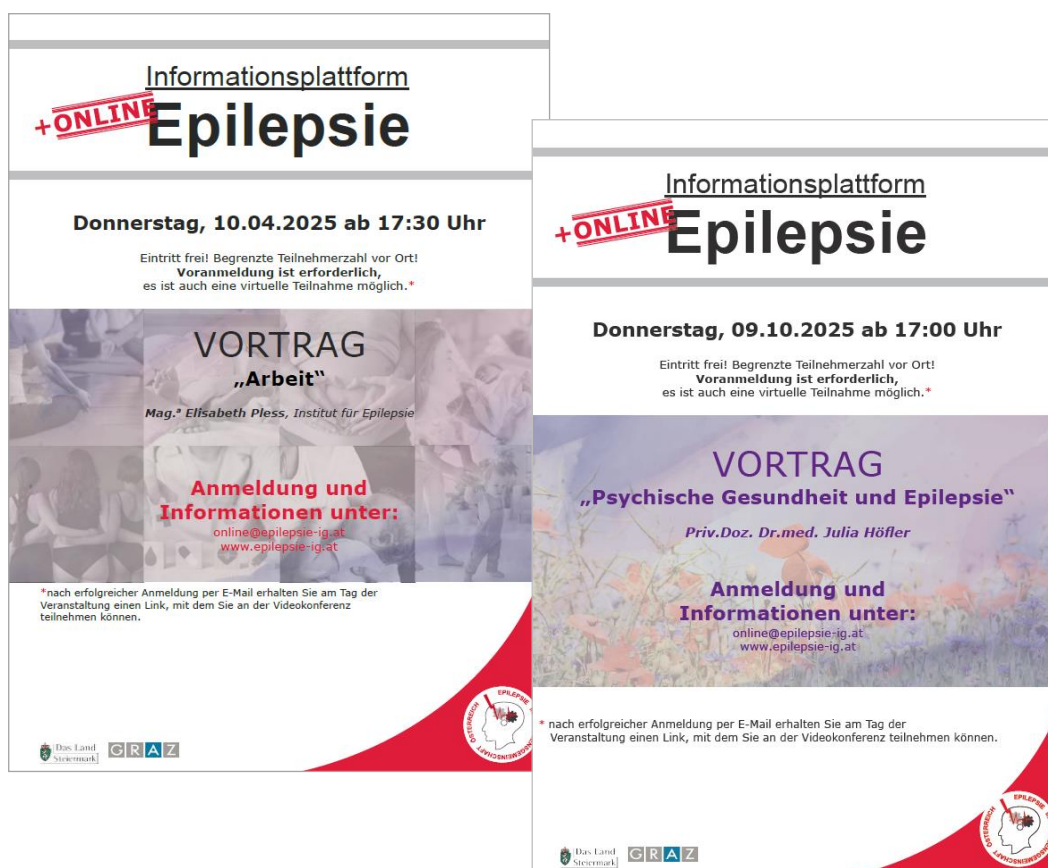 Informationsplattform
+ONLINE
Epilepsie
Donnerstag, 10.04.2025 ab 17:30 Uhr
Eintritt frei! Begrenzte Teilnehmerzahl vor Ort!
Voranmeldung ist erforderlich,
es ist auch eine virtuelle Teilnahme möglich.*
VORTRAG
„Arbeit“
Mag.ª Elisabeth Pless, Institut für Epilepsie
Anmeldung und
Informationen unter:
online@epilepsie-ig.at
www.epilepsie-ig.at
*nach erfolgreicher Anmeldung per E-Mail erhalten Sie am Tag der
Veranstaltung einen Link, mit dem Sie an der Videokonferenz
teilnehmen können.
Das Land
Steiermark
GRAZ
EPILEPSIE
ÖSTERREICH
Informationsplattform
+ONLINE
Epilepsie
Donnerstag, 09.10.2025 ab 17:00 Uhr
Eintritt frei! Begrenzte Teilnehmerzahl vor Ort!
Voranmeldung ist erforderlich,
es ist auch eine virtuelle Teilnahme möglich.*
VORTRAG
„Psychische Gesundheit und Epilepsie“
Priv.Doz. Dr.med. Julia Höfler
Anmeldung und
Informationen unter:
online@epilepsie-ig.at
www.epilepsie-ig.at
* nach erfolgreicher Anmeldung per E-Mail erhalten Sie am Tag der
Veranstaltung einen Link, mit dem Sie an der Videokonferenz teilnehmen können.
Das Land
Steiermark
GRAZ
EPILEPSIE
ÖSTERREICH